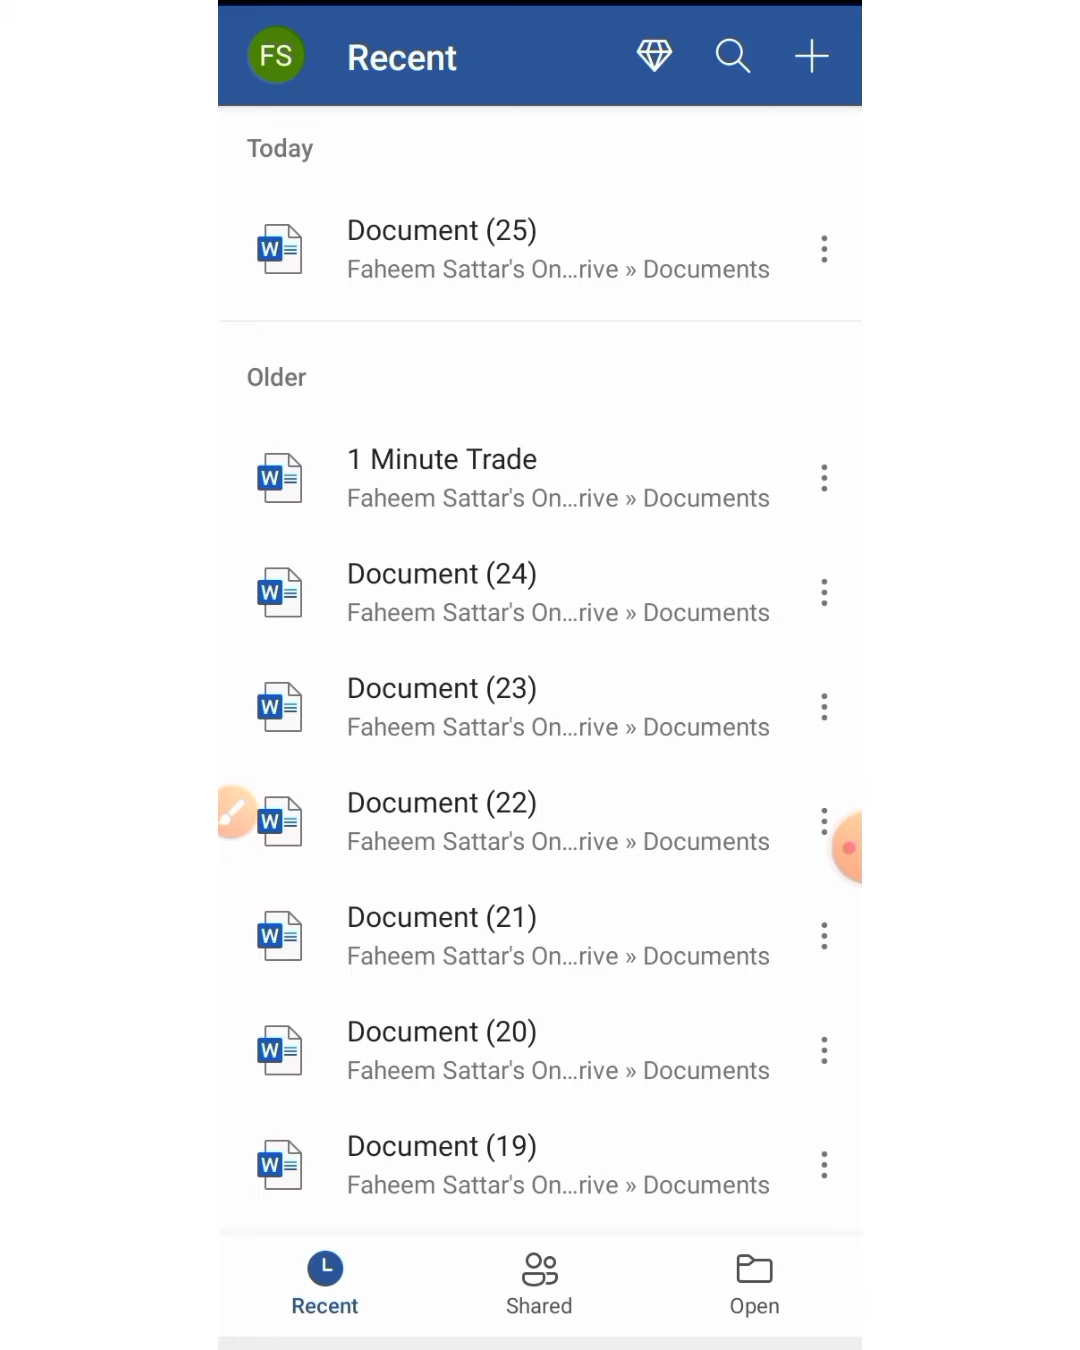 FS
Recent
Today
Document (25)
Faheem Sattar's On...rive » Documents
Older
1 Minute Trade
Faheem Sattar's On...rive » Documents
Document (24)
Faheem Sattar's On...rive » Documents
Document (23)
Faheem Sattar's On...rive » Documents
Document (22)
Faheem Sattar's On...rive » Documents
Document (21)
Faheem Sattar's On...rive » Documents
Document (20)
Faheem Sattar's On...rive » Documents
Document (19)
Faheem Sattar's On...rive » Documents
Recent
Shared
Open